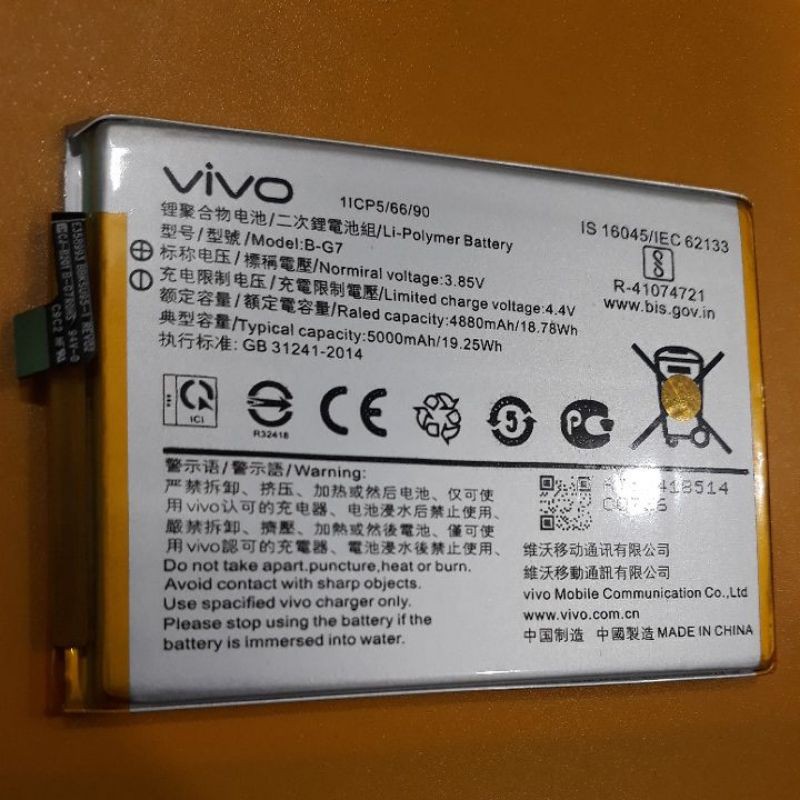 vivo
1ICP5/66/90
锂聚合物电池/二次鋰電池組/Li-Polymer Battery
型号/型號/Model:B-G7
标称电压/標稱電壓/Normiral voltage:3.85V
充电限制电压/充電限制電壓/Limited charge voltage:4.4V
额定容量/額定電容量/Rated capacity:4880mAh/18.78Wh
典型容量/Typical capacity:5000mAh/19.25Wh
执行标准: GB 31241-2014
IS 16045/IEC 62133
R-41074721
www.bis.gov.in
ICI
R32418
CE
警示语/警示語/Warning:
严禁拆卸、挤压、加热或然后电池，仅可使
用vivo认可的充电器、电池浸水后禁止使用。
嚴禁拆卸、擠壓、加熱或然後電池，僅可使
用vivo認可的充電器、電池浸水後禁止使用。
Do not take apart.puncture,heat or burn.
Avoid contact with sharp objects.
Use specified vivo charger only.
Please stop using the battery if the
battery is immersed into water.
418514
維沃移动通讯有限公司
維沃移動通訊有限公司
vivo Mobile Communication Co.,Ltd
www.vivo.com.cn
中国制造 中國製造 MADE IN CHINA
94V-0